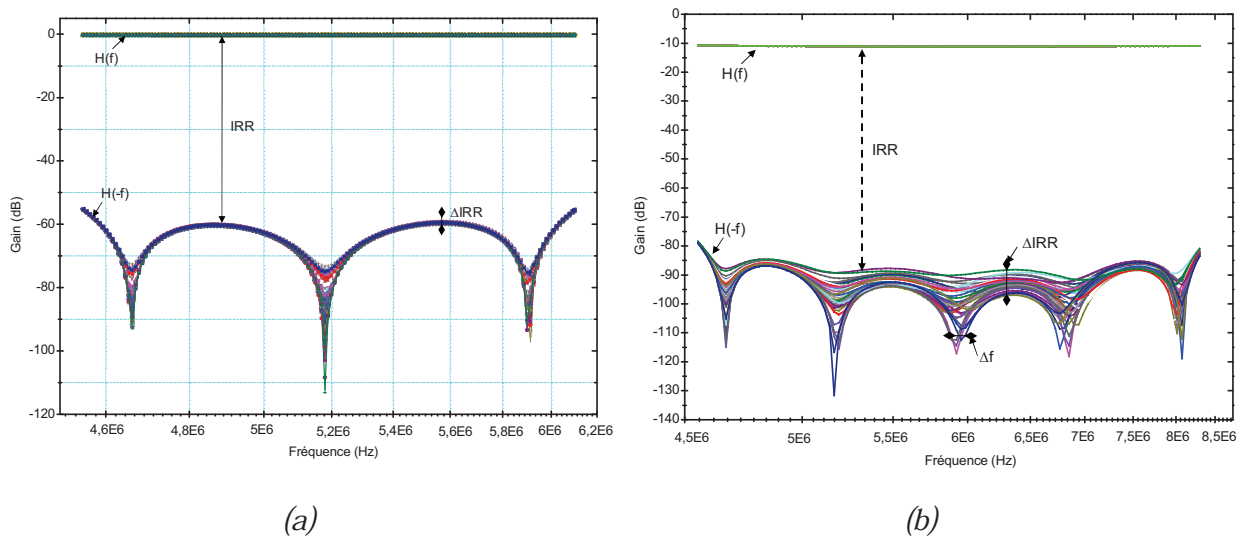 0
-20
-40
-60
-80
-100
-120
Gain (dB)
H(f)
IRR
H(-f)
ΔIRR
4,6E6 4,8E6 5E6 5,2E6 5,4E6 5,6E6 5,8E6 6E6 6,2E6
Fréquence (Hz)
(a)
0
-10
-20
-30
-40
-50
-60
-70
-80
-90
-100
-110
-120
-130
-140
Gain (dB)
H(f)
IRR
H(-f)
ΔIRR
Δf
4,5E6 5E6 5,5E6 6E6 6,5E6 7E6 7,5E6 8E6 8,5E6
Fréquence (Hz)
(b)